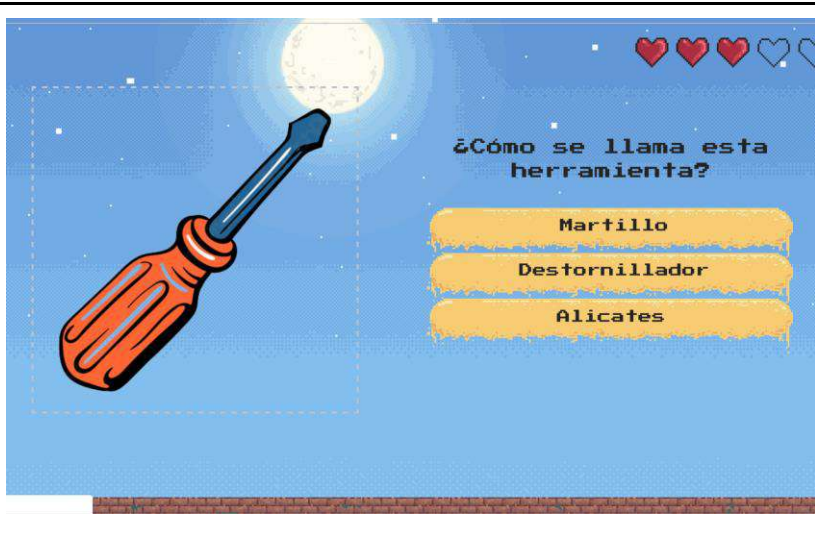 ¿Cómo se llama esta
herramienta?
Martillo
Destornillador
Alicates